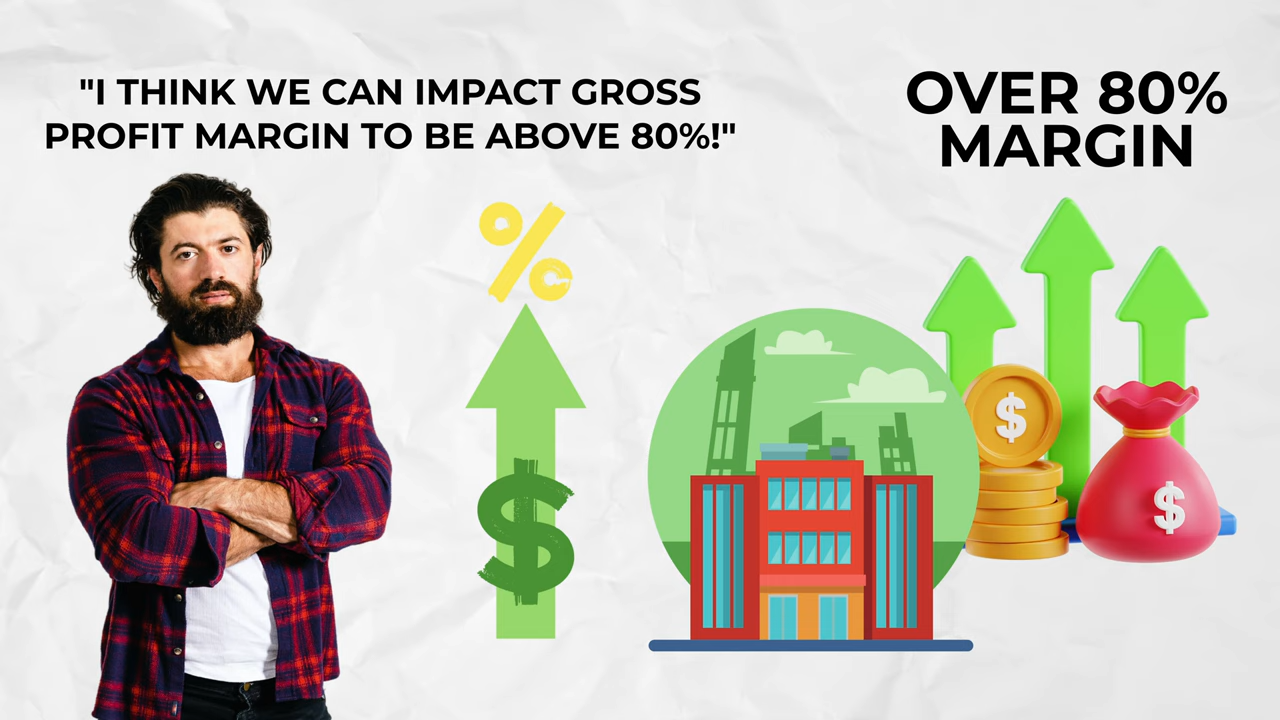 "I THINK WE CAN IMPACT GROSS
PROFIT MARGIN TO BE ABOVE 80%!"
OVER 80%
MARGIN
%
$
$
$